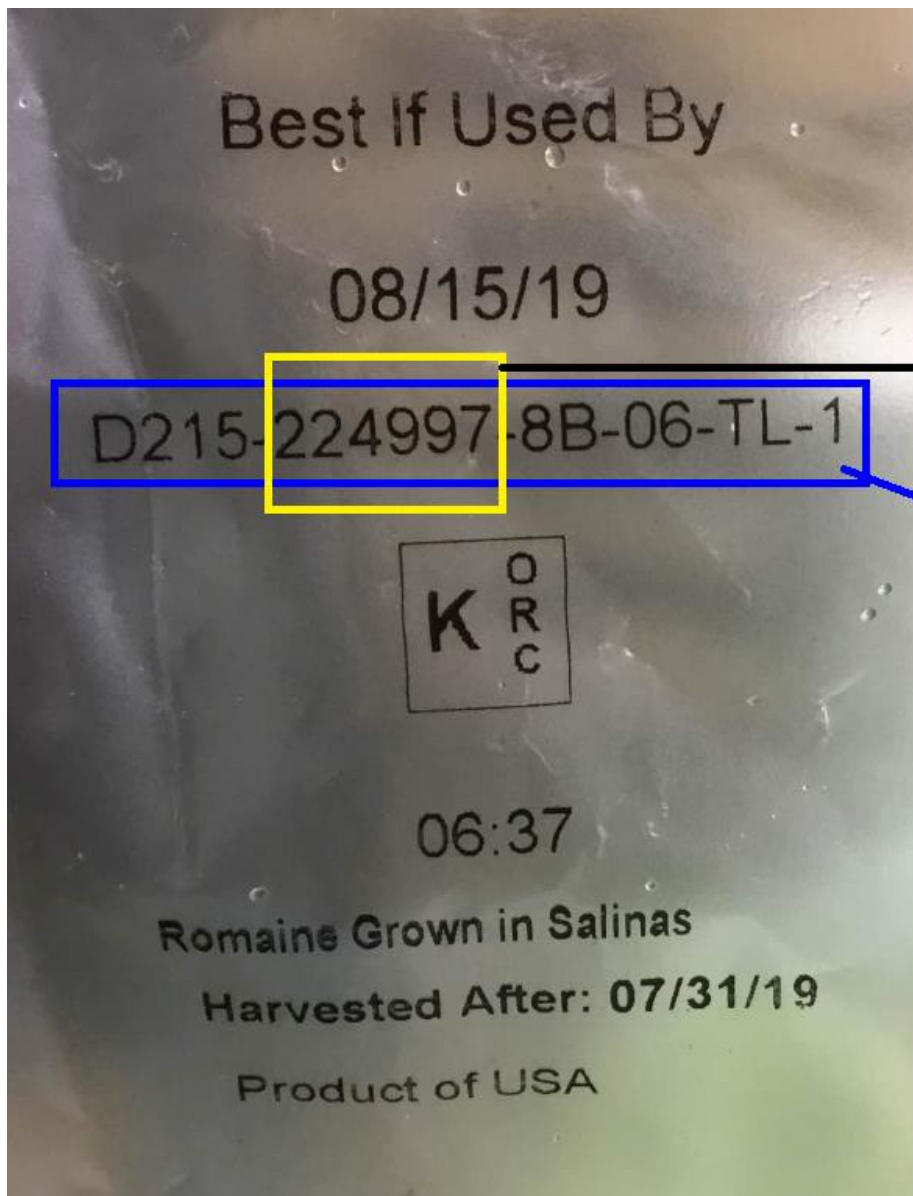 Best If Used By
08/15/19
D215-224997-8B-06-TL-1
K ORC
06:37
Romaine Grown in Salinas
Harvested After: 07/31/19
Product of USA